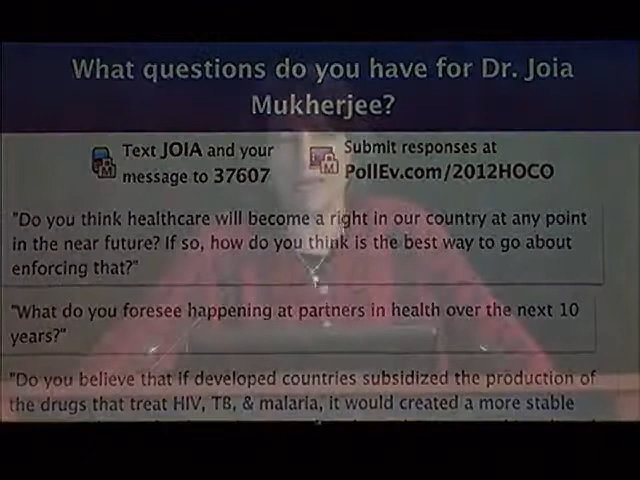 What questions do you have for Dr. Joia
Mukherjee?
Text JOIA and your
message to 37607
Submit responses at
PollEv.com/2012HOCO
"Do you think healthcare will become a right in our country at any point
in the near future? If so, how do you think is the best way to go about
enforcing that?"
"What do you foresee happening at partners in health over the next 10
years?"
"Do you believe that if developed countries subsidized the production of
the drugs that treat HIV, TB, & malaria, it would created a more stable